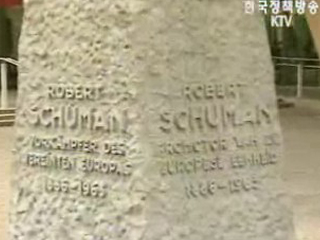 한국정책방송
KTV
ROBERT
SCHUMAN
VORKÄMPFER DES
VEREINTEN EUROPAS
1886-1963
ROBERT
SCHUMAN
PROMOTOR VAN DE
EUROPESE EENHEID
1886-1963